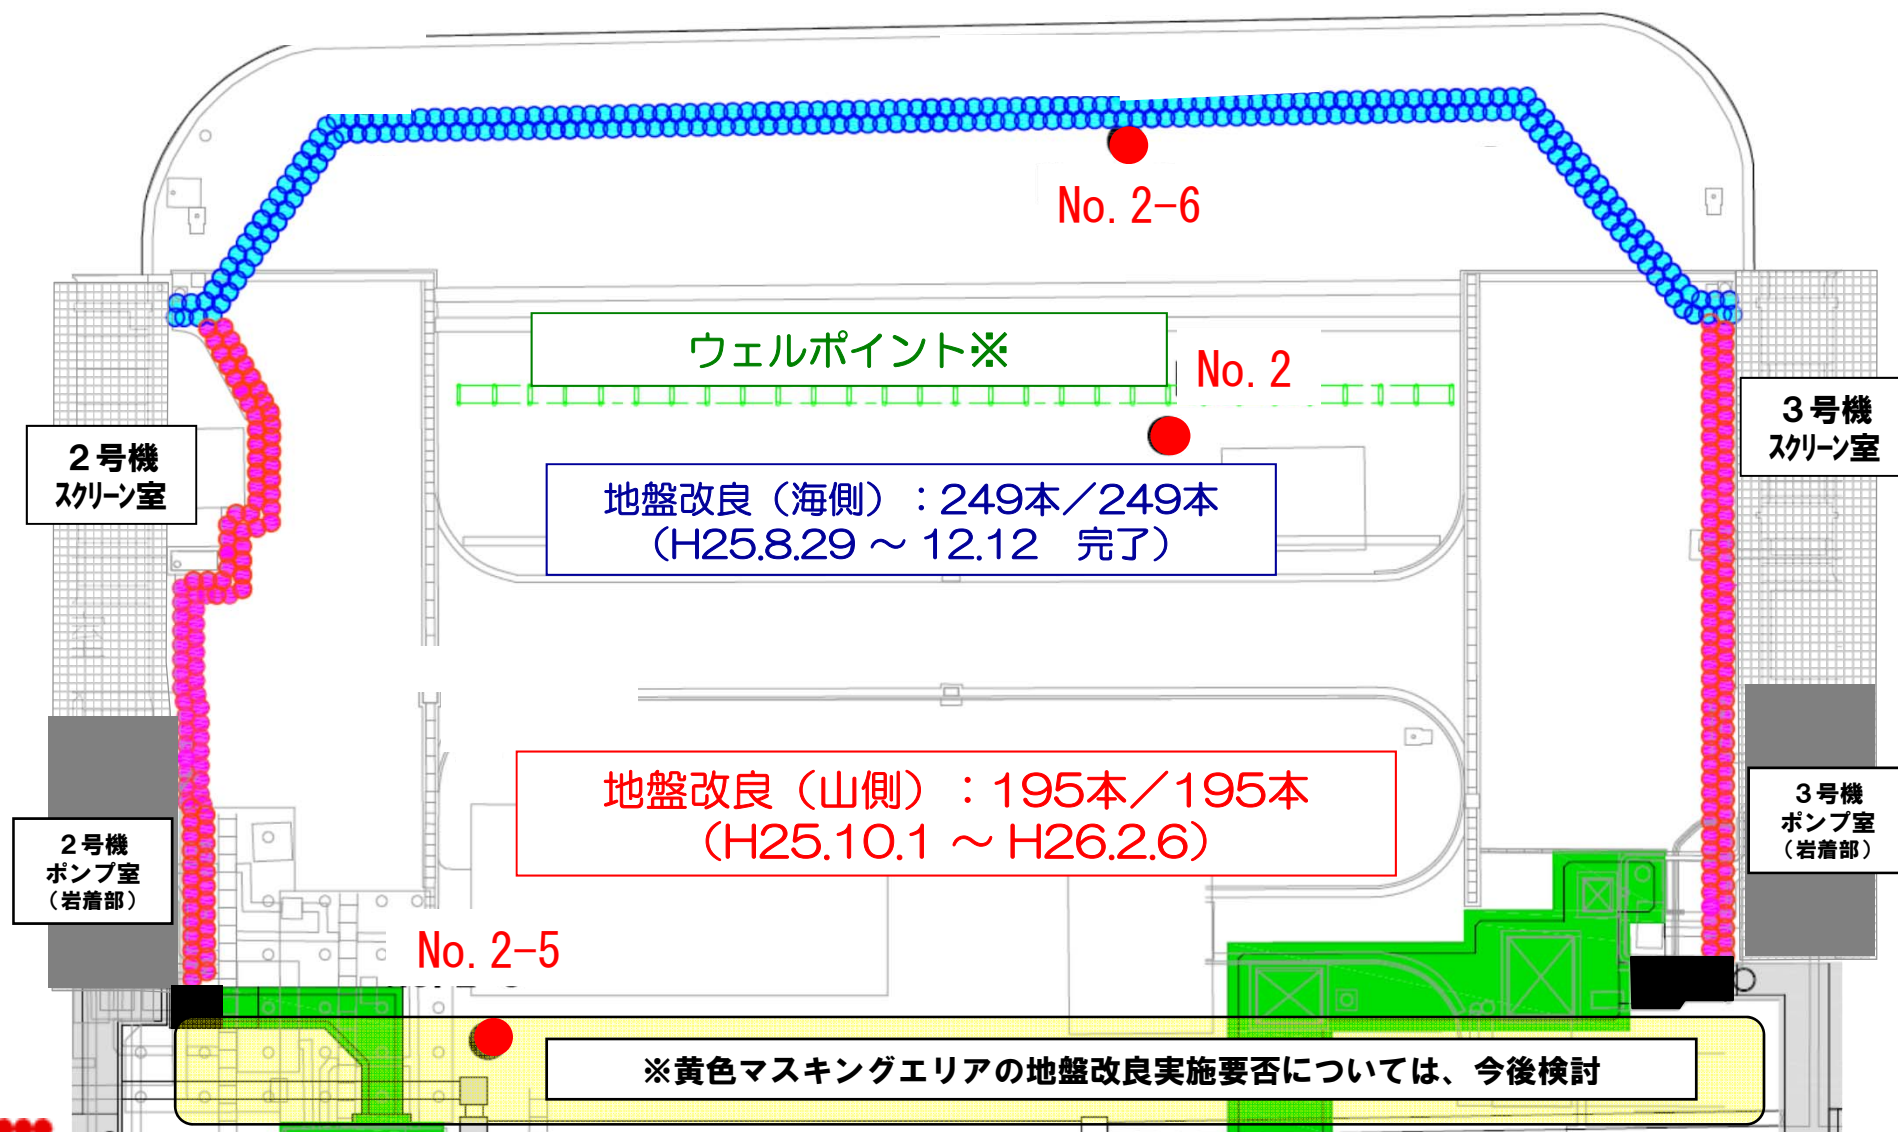 No. 2-6
ウェルポイント※
No. 2
2号機
スクリーン室
3号機
スクリーン室
地盤改良（海側）：249本／249本
（H25.8.29 ～ 12.12　完了）
地盤改良（山側）：195本／195本
（H25.10.1 ～ H26.2.6）
2号機
ポンプ室
（岩着部）
3号機
ポンプ室
（岩着部）
No. 2-5
※黄色マスキングエリアの地盤改良実施要否については、今後検討